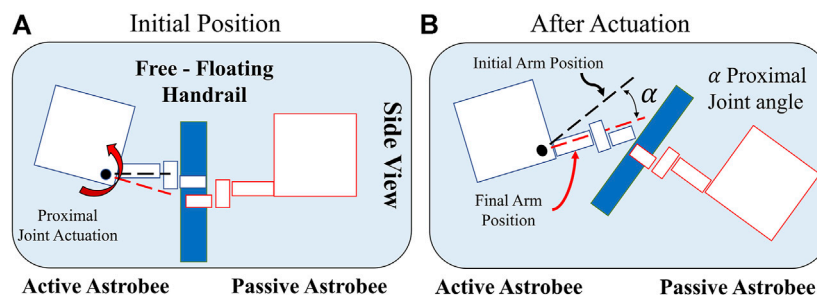 A
Initial Position
Free - Floating
Handrail
Side View
Proximal
Joint Actuation
Active Astrobee
Passive Astrobee
B
After Actuation
Initial Arm Position
α
α Proximal
Joint angle
Final Arm
Position
Active Astrobee
Passive Astrobee